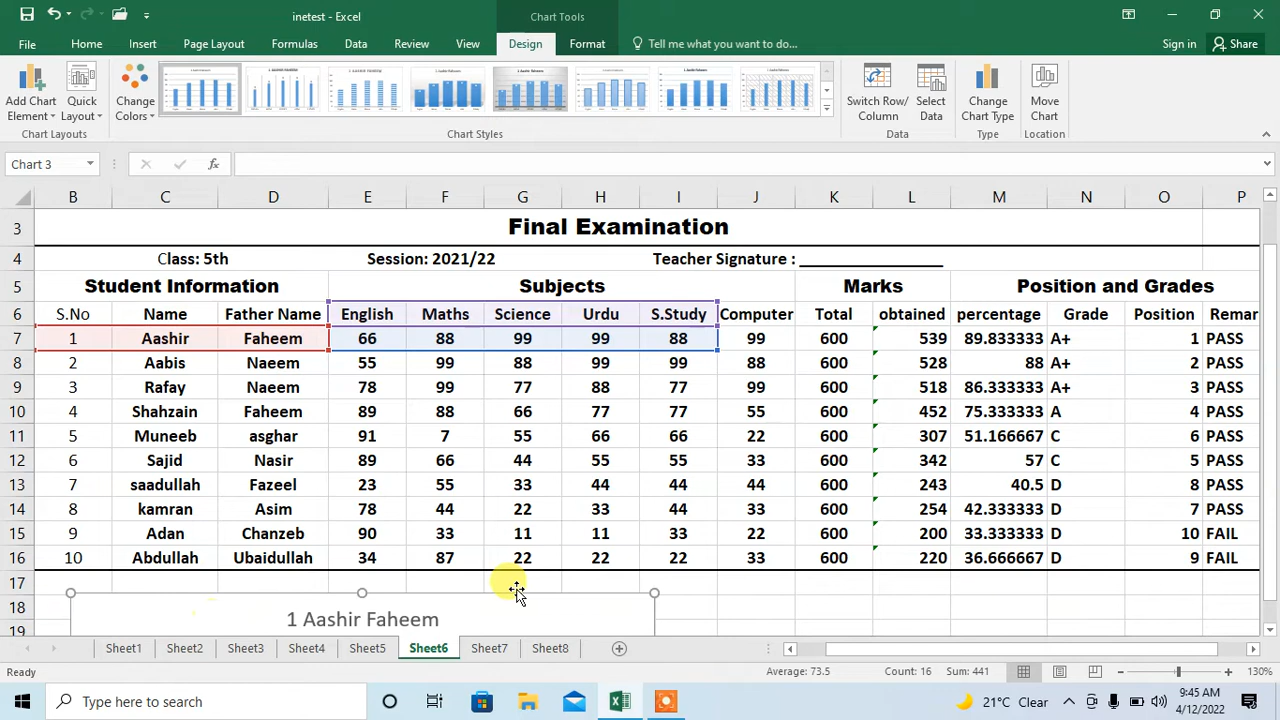 inetest - Excel
Chart Tools
File Home Insert Page Layout Formulas Data Review View Design Format Tell me what you want to do... Sign in Share
Add Chart Element Quick Layout Change Colors Switch Row/ Column Select Data Change Chart Type Move Chart
Chart Layouts Chart Styles Data Type Location
Chart 3 fx
B C D E F G H I J K L M N O P
3 Final Examination
4 Class: 5th Session: 2021/22 Teacher Signature : ________________
5 Student Information Subjects Marks Position and Grades
6 S.No Name Father Name English Maths Science Urdu S.Study Computer Total obtained percentage Grade Position Remar
7 1 Aashir Faheem 66 88 99 99 88 99 600 539 89.833333 A+ 1 PASS
8 2 Aabis Naeem 55 99 88 99 99 88 600 528 88 A+ 2 PASS
9 3 Rafay Naeem 78 99 77 88 77 99 600 518 86.333333 A+ 3 PASS
10 4 Shahzain Faheem 89 88 66 77 77 55 600 452 75.333333 A 4 PASS
11 5 Muneeb asghar 91 7 55 66 66 22 600 307 51.166667 C 6 PASS
12 6 Sajid Nasir 89 66 44 55 55 33 600 342 57 C 5 PASS
13 7 saadullah Fazeel 23 55 33 44 44 44 600 243 40.5 D 8 PASS
14 8 kamran Asim 78 44 22 33 44 33 600 254 42.333333 D 7 PASS
15 9 Adan Chanzeb 90 33 11 11 33 22 600 200 33.333333 D 10 FAIL
16 10 Abdullah Ubaidullah 34 87 22 22 22 33 600 220 36.666667 D 9 FAIL
17
18
1 Aashir Faheem
19
Sheet1 Sheet2 Sheet3 Sheet4 Sheet5 Sheet6 Sheet7 Sheet8
Ready Average: 73.5 Count: 16 Sum: 441 130%
Type here to search 21°C Clear 9:45 AM
4/12/2022